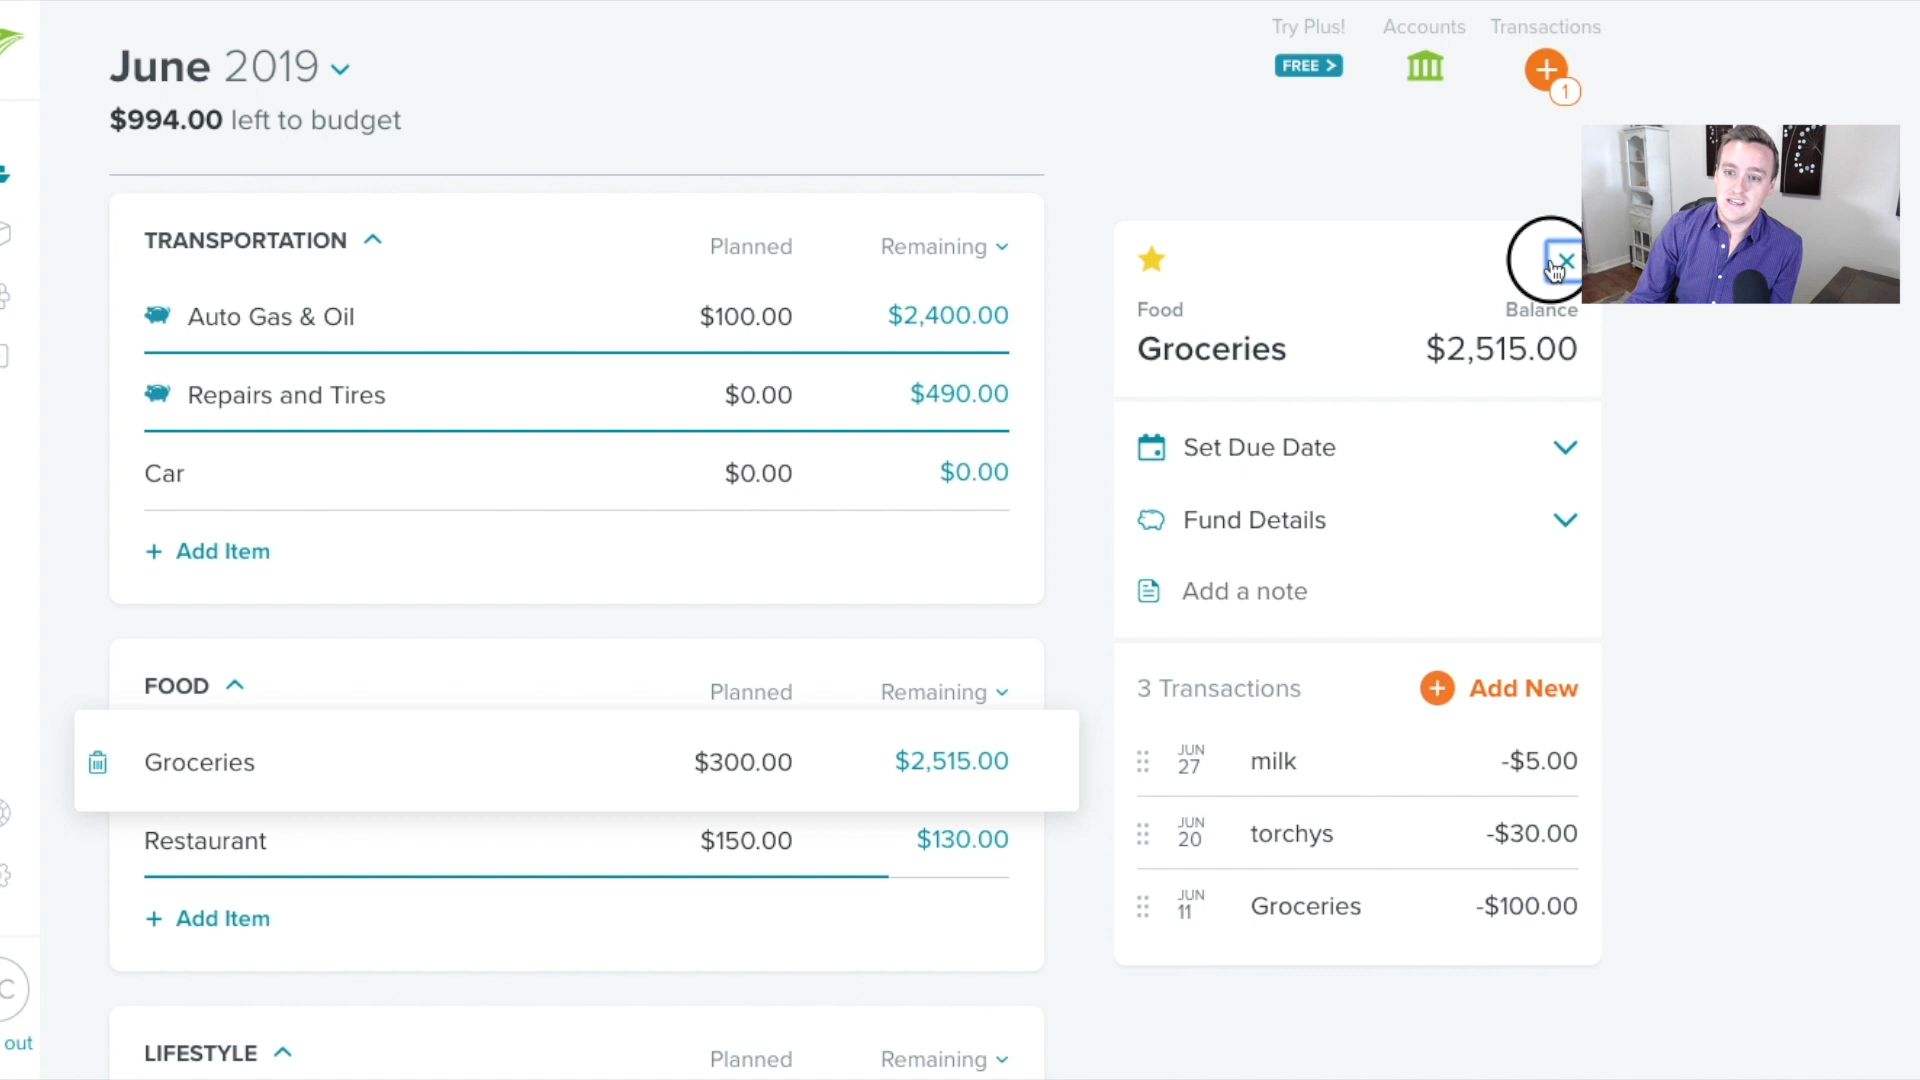 June 2019
$994.00 left to budget
Try Plus! Accounts Transactions
FREE >
1
TRANSPORTATION Planned Remaining
Auto Gas & Oil $100.00 $2,400.00
Repairs and Tires $0.00 $490.00
Car $0.00 $0.00
+ Add Item
FOOD Planned Remaining
Groceries $300.00 $2,515.00
Restaurant $150.00 $130.00
+ Add Item
LIFESTYLE Planned Remaining
Food Balance
Groceries $2,515.00
Set Due Date
Fund Details
Add a note
3 Transactions + Add New
JUN
27 milk -$5.00
JUN
20 torchys -$30.00
JUN
11 Groceries -$100.00
C
out